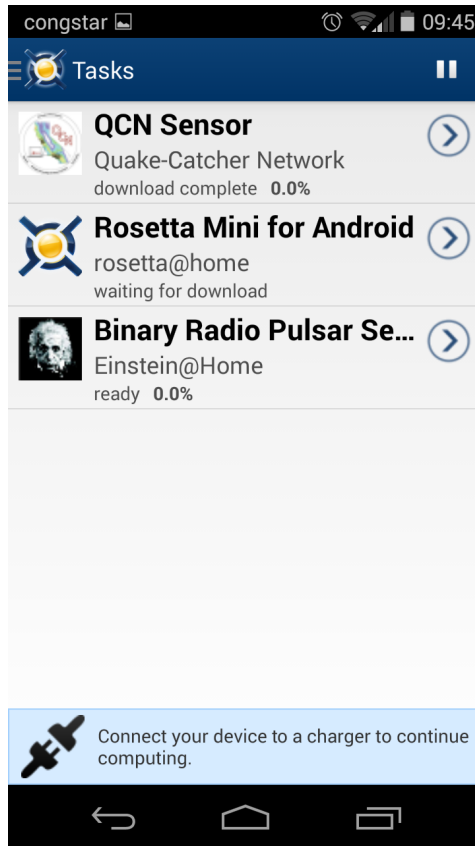 congstar 09:45
Tasks
QCN Sensor
Quake-Catcher Network
download complete 0.0%
Rosetta Mini for Android
rosetta@home
waiting for download
Binary Radio Pulsar Se...
Einstein@Home
ready 0.0%
Connect your device to a charger to continue
computing.